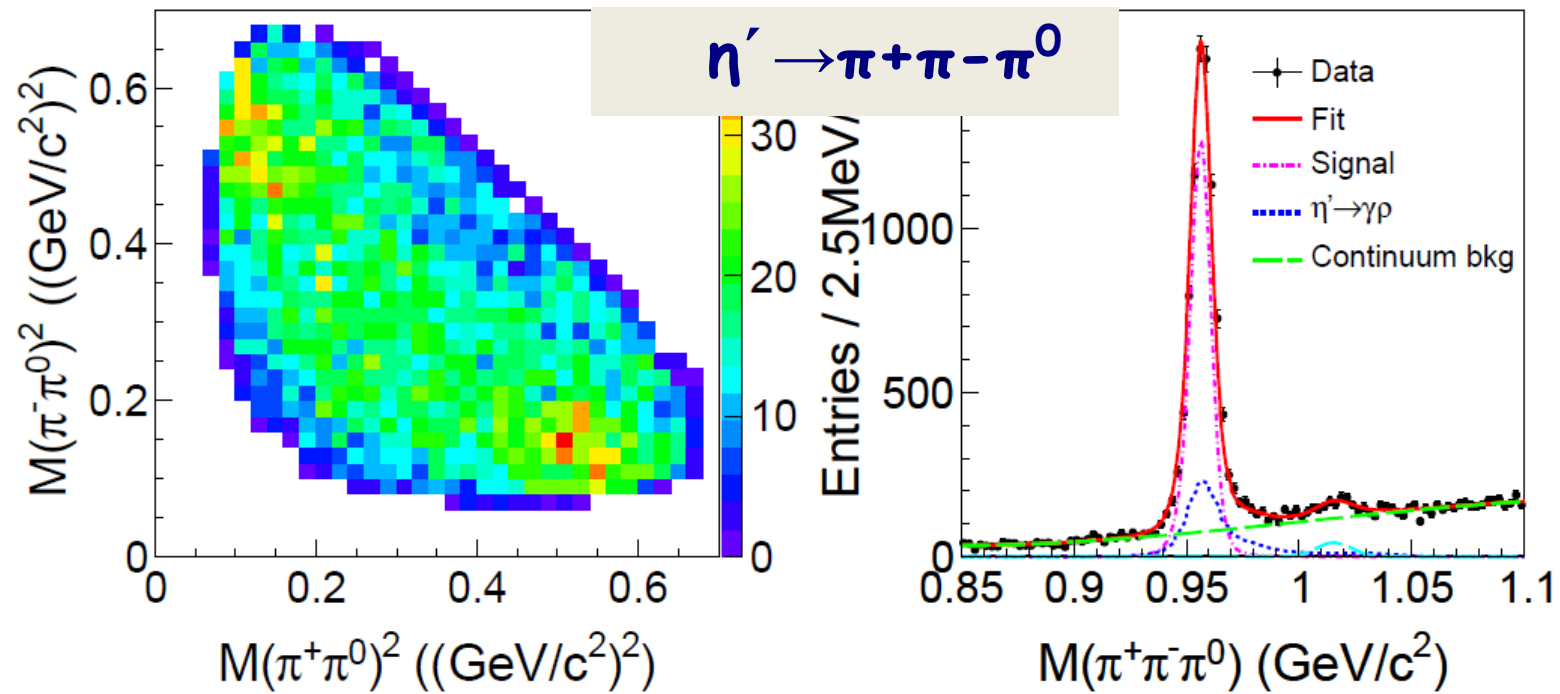 η′→π+π-π⁰
M(π⁻π⁰)² ((GeV/c²)²)
0.6
0.4
0.2
0
0
0.2
0.4
0.6
M(π⁺π⁰)² ((GeV/c²)²)
30
20
10
0
Entries / 2.5MeV/
1000
500
0
0.85
0.9
0.95
1
1.05
1.1
M(π⁺π⁻π⁰) (GeV/c²)
Data
Fit
Signal
η'→γρ
Continuum bkg